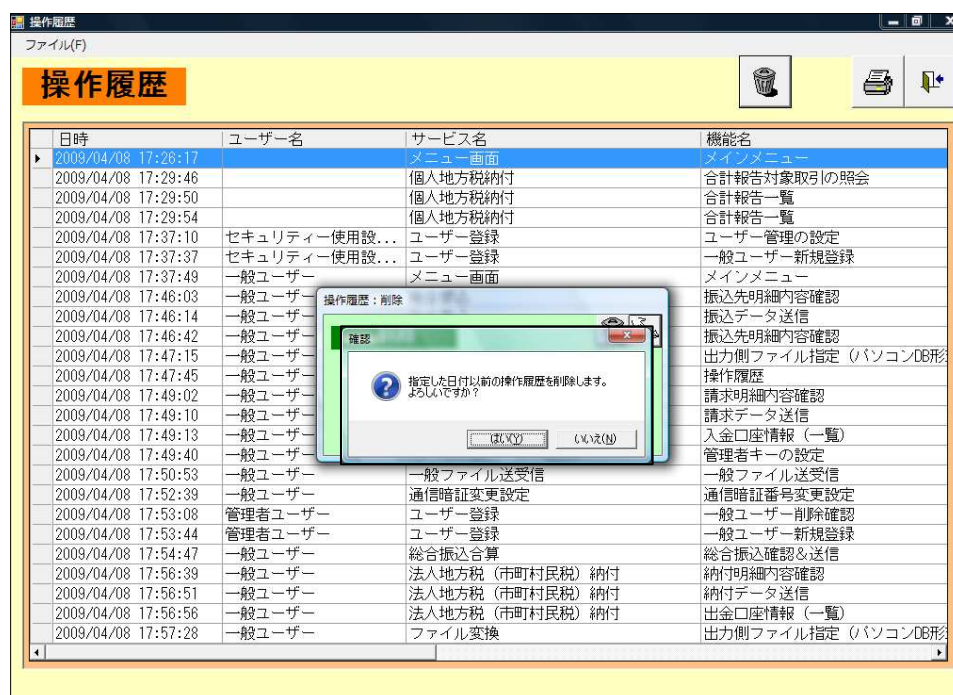 操作履歴
ファイル(F)
操作履歴
日時 ユーザー名 サービス名 機能名
2009/04/08 17:26:17 メニュー画面 メインメニュー
2009/04/08 17:29:46 個人地方税納付 合計報告対象取引の照会
2009/04/08 17:29:50 個人地方税納付 合計報告一覧
2009/04/08 17:29:54 個人地方税納付 合計報告一覧
2009/04/08 17:37:10 セキュリティー使用設... ユーザー登録 ユーザー管理の設定
2009/04/08 17:37:37 セキュリティー使用設... ユーザー登録 一般ユーザー新規登録
2009/04/08 17:37:49 一般ユーザー メニュー画面 メインメニュー
2009/04/08 17:46:03 一般ユーザー 振込先明細内容確認
2009/04/08 17:46:14 一般ユーザー 振込データ送信
2009/04/08 17:46:42 一般ユーザー 振込先明細内容確認
2009/04/08 17:47:15 一般ユーザー 出力側ファイル指定（パソコンDB形
2009/04/08 17:47:45 一般ユーザー 操作履歴
2009/04/08 17:49:02 一般ユーザー 請求明細内容確認
2009/04/08 17:49:10 一般ユーザー 請求データ送信
2009/04/08 17:49:13 一般ユーザー 入金口座情報（一覧）
2009/04/08 17:49:40 一般ユーザー 管理者キーの設定
2009/04/08 17:50:53 一般ユーザー 一般ファイル送受信 一般ファイル送受信
2009/04/08 17:52:39 一般ユーザー 通信暗証変更設定 通信暗証番号変更設定
2009/04/08 17:53:08 管理者ユーザー ユーザー登録 一般ユーザー削除確認
2009/04/08 17:53:44 管理者ユーザー ユーザー登録 一般ユーザー新規登録
2009/04/08 17:54:47 一般ユーザー 総合振込合算 総合振込確認&送信
2009/04/08 17:56:39 一般ユーザー 法人地方税（市町村民税）納付 納付明細内容確認
2009/04/08 17:56:51 一般ユーザー 法人地方税（市町村民税）納付 納付データ送信
2009/04/08 17:56:56 一般ユーザー 法人地方税（市町村民税）納付 出金口座情報（一覧）
2009/04/08 17:57:28 一般ユーザー ファイル変換 出力側ファイル指定（パソコンDB形
操作履歴：削除
確認
指定した日付以前の操作履歴を削除します。
よろしいですか？
はい(Y) いいえ(N)